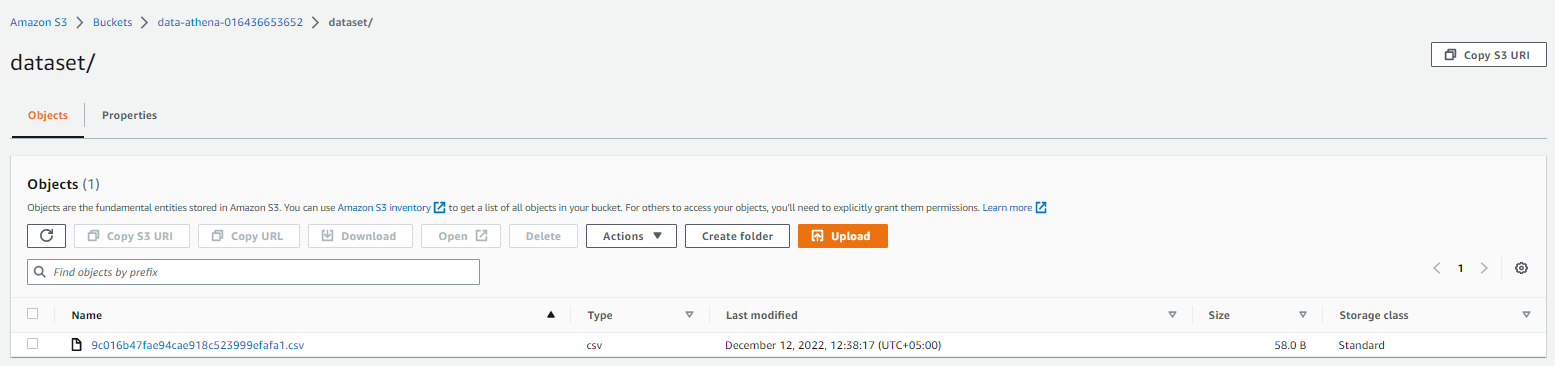 Amazon S3 > Buckets > data-athena-016436653652 > dataset/
dataset/
Copy S3 URI
Objects Properties
Objects (1)
Objects are the fundamental entities stored in Amazon S3. You can use Amazon S3 inventory to get a list of all objects in your bucket. For others to access your objects, you'll need to explicitly grant them permissions. Learn more
Copy S3 URI Copy URL Download Open Delete Actions Create folder Upload
Find objects by prefix
< 1 >
Name Type Last modified Size Storage class
9c016b47fae94cae918c523999efafa1.csv csv December 12, 2022, 12:38:17 (UTC+05:00) 58.0 B Standard